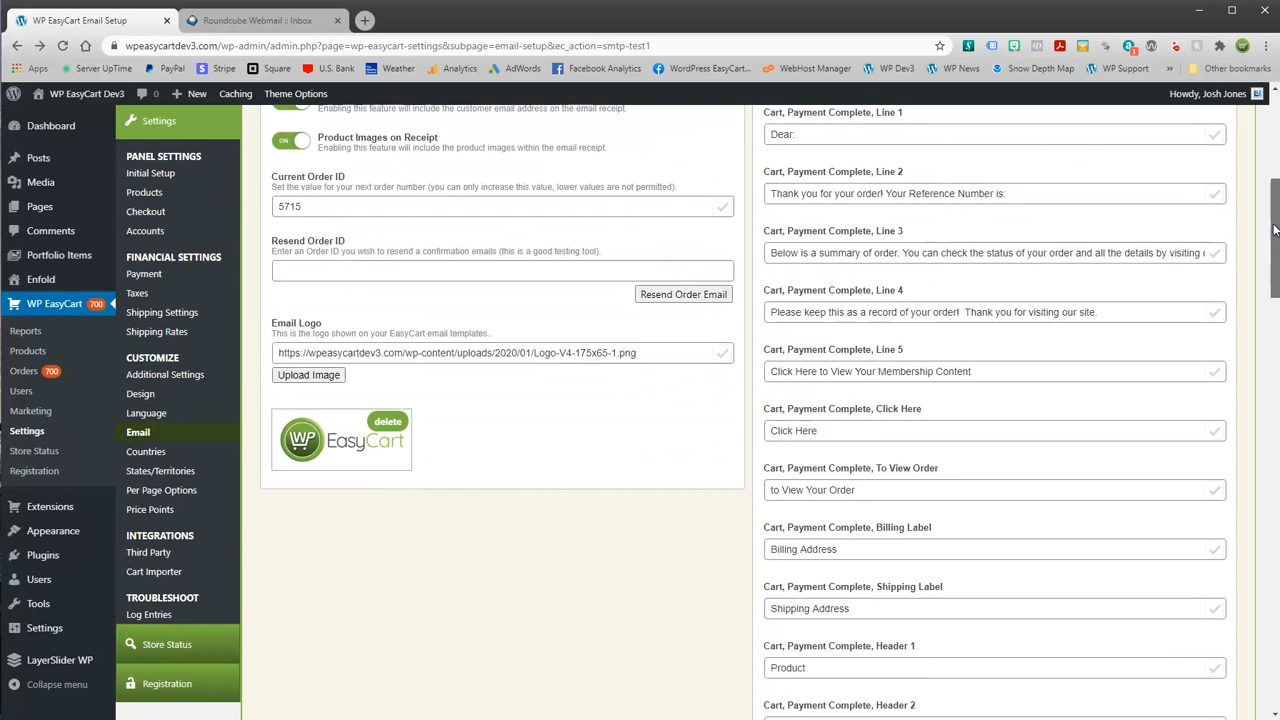 WP EasyCart Email Setup
Roundcube Webmail :: Inbox
wpeasycartdev3.com/wp-admin/admin.php?page=wp-easycart-settings&subpage=email-setup&ec_action=smtp-test1
Apps
Server UpTime
PayPal
Stripe
Square
U.S. Bank
Weather
Analytics
AdWords
Facebook Analytics
WordPress EasyCart...
WebHost Manager
WP Dev3
WP News
Snow Depth Map
WP Support
»
Other bookmarks
WP EasyCart Dev3
0
New
Caching
Theme Options
Howdy, Josh Jones
Dashboard
Posts
Media
Pages
Comments
Portfolio Items
Enfold
WP EasyCart 700
Reports
Products
Orders 700
Users
Marketing
Settings
Store Status
Registration
Extensions
Appearance
Plugins
Users
Tools
Settings
LayerSlider WP
Collapse menu
Settings
PANEL SETTINGS
Initial Setup
Products
Checkout
Accounts
FINANCIAL SETTINGS
Payment
Taxes
Shipping Settings
Shipping Rates
CUSTOMIZE
Additional Settings
Design
Language
Email
Countries
States/Territories
Per Page Options
Price Points
INTEGRATIONS
Third Party
Cart Importer
TROUBLESHOOT
Log Entries
Store Status
Registration
Enabling this feature will include the customer email address on the email receipt.
ON
Product Images on Receipt
Enabling this feature will include the product images within the email receipt.
Current Order ID
Set the value for your next order number (you can only increase this value, lower values are not permitted).
5715
Resend Order ID
Enter an Order ID you wish to resend a confirmation emails (this is a good testing tool).
Resend Order Email
Email Logo
This is the logo shown on your EasyCart email templates..
https://wpeasycartdev3.com/wp-content/uploads/2020/01/Logo-V4-175x65-1.png
Upload Image
delete
WP EasyCart
Cart, Payment Complete, Line 1
Dear:
Cart, Payment Complete, Line 2
Thank you for your order! Your Reference Number is:
Cart, Payment Complete, Line 3
Below is a summary of order. You can check the status of your order and all the details by visiting
Cart, Payment Complete, Line 4
Please keep this as a record of your order!  Thank you for visiting our site.
Cart, Payment Complete, Line 5
Click Here to View Your Membership Content
Cart, Payment Complete, Click Here
Click Here
Cart, Payment Complete, To View Order
to View Your Order
Cart, Payment Complete, Billing Label
Billing Address
Cart, Payment Complete, Shipping Label
Shipping Address
Cart, Payment Complete, Header 1
Product
Cart, Payment Complete, Header 2